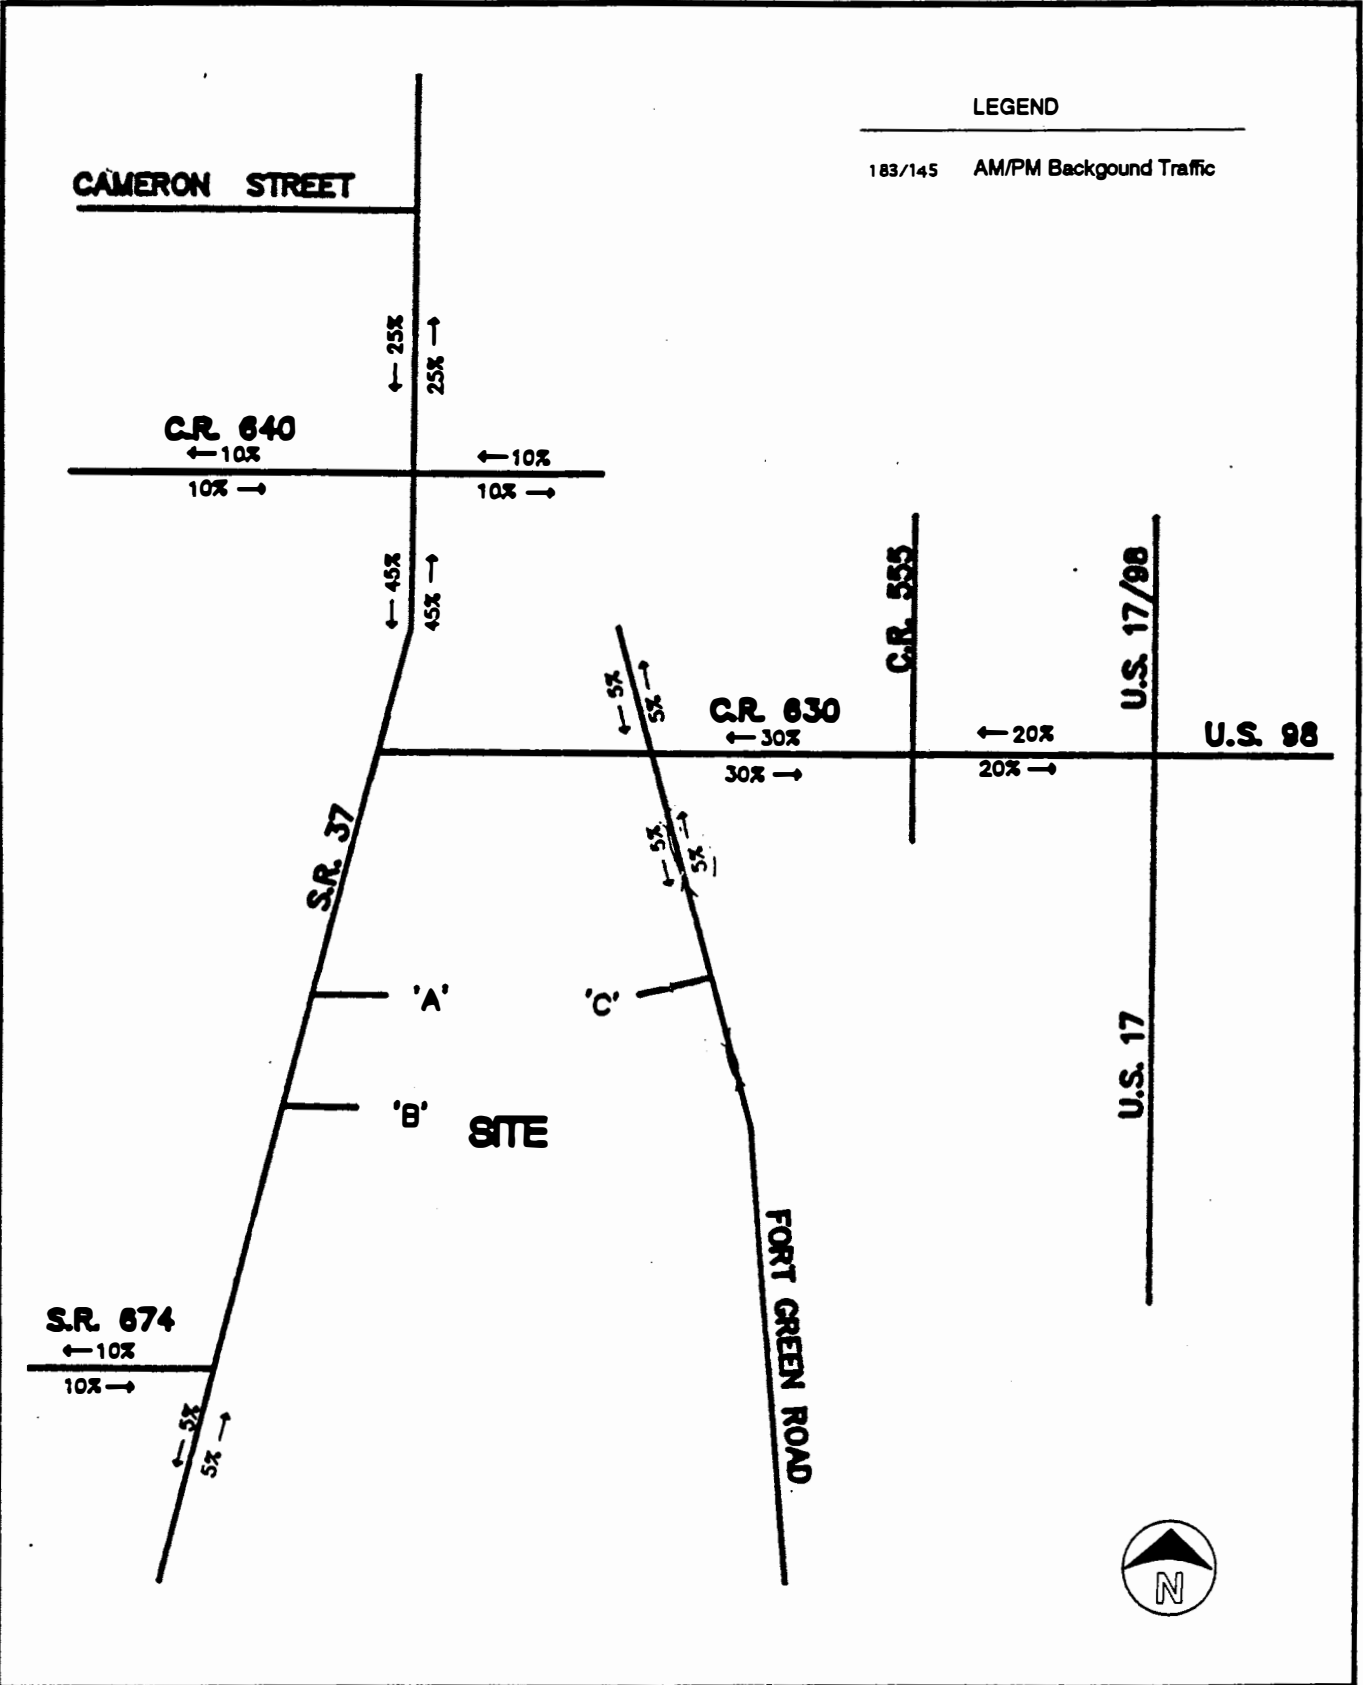 LEGEND
183/145 AM/PM Backgound Traffic
CAMERON STREET
← 25%
25% →
C.R. 640
←10%
10% →
←10%
10% →
← 45%
45% →
C.R. 555
U.S. 17/98
← 5%
5% →
C.R. 630
←30%
30% →
←20%
20% →
U.S. 98
S.R. 37
← 5%
5% →
'A'
'C'
'B'
SITE
U.S. 17
FORT GREEN ROAD
S.R. 674
←10%
10%→
← 5%
5% →
N